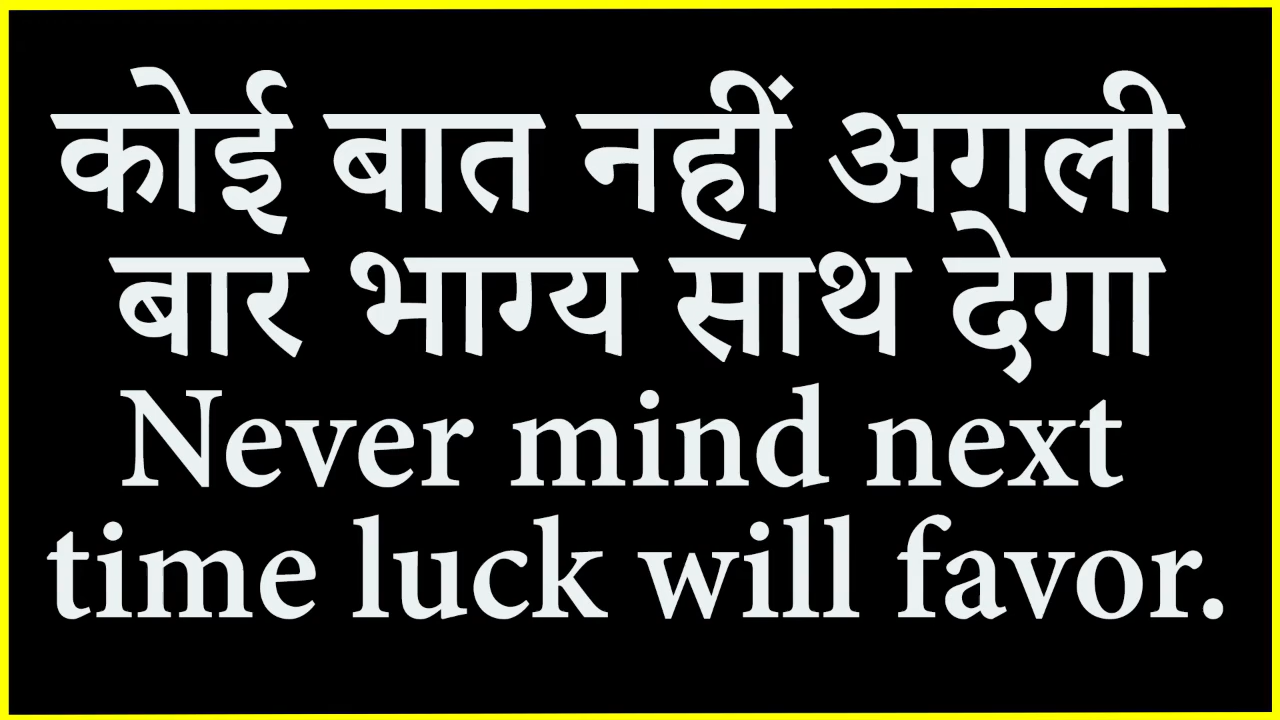 कोई बात नहीं अगली
बार भाग्य साथ देगा
Never mind next
time luck will favor.